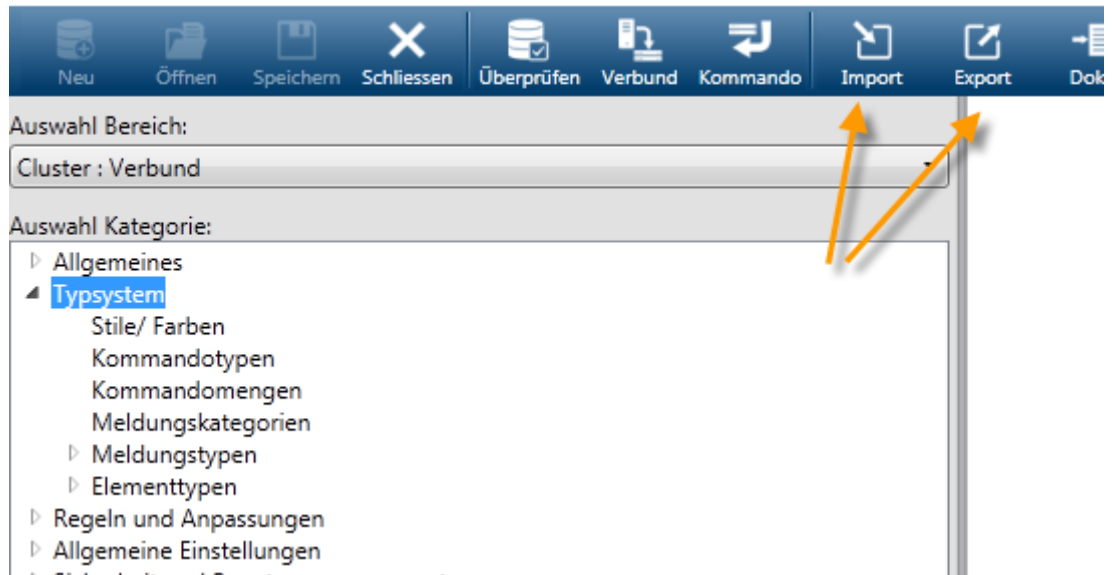 Neu Öffnen Speichern Schliessen Überprüfen Verbund Kommando Import Export Dok
Auswahl Bereich:
Cluster : Verbund
Auswahl Kategorie:
Allgemeines
Typsystem
Stile/ Farben
Kommandotypen
Kommandomengen
Meldungskategorien
Meldungstypen
Elementtypen
Regeln und Anpassungen
Allgemeine Einstellungen